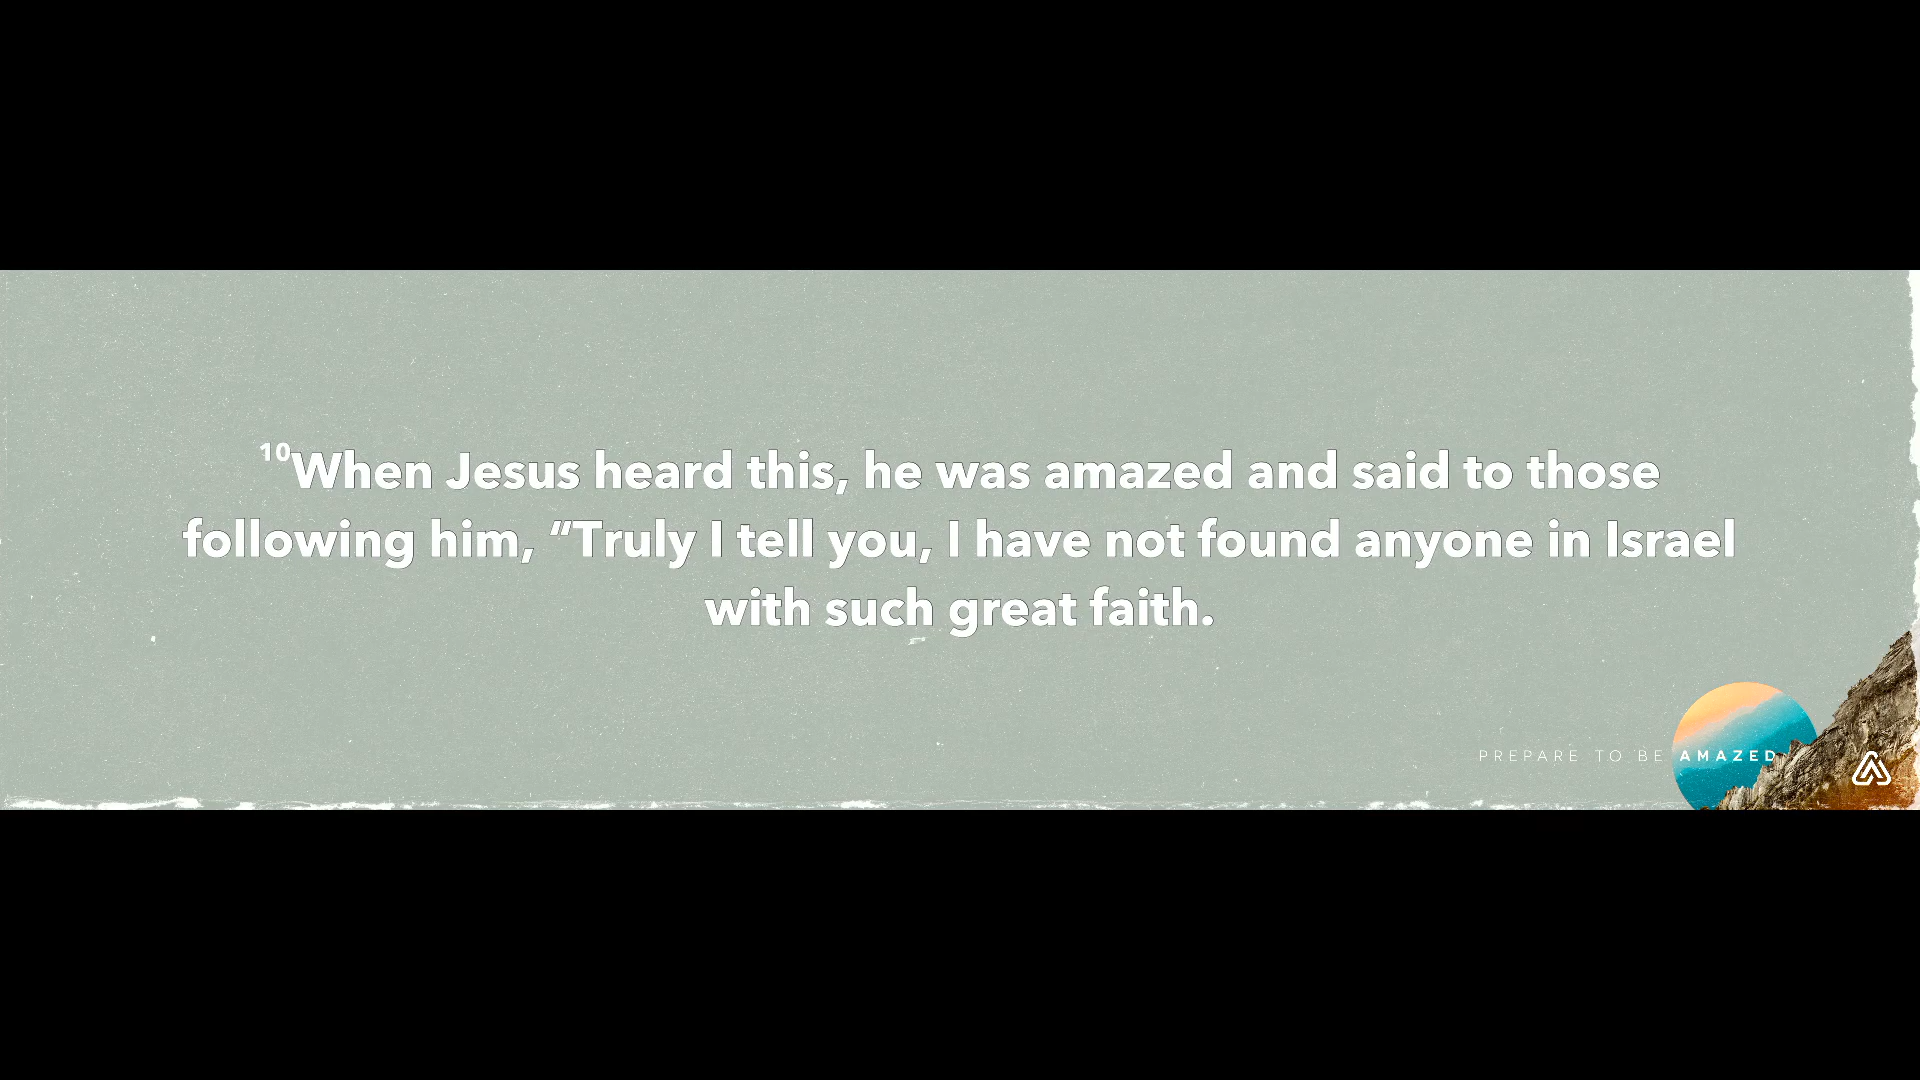 10When Jesus heard this, he was amazed and said to those
following him, “Truly I tell you, I have not found anyone in Israel
with such great faith.
PREPARE TO BE AMAZED